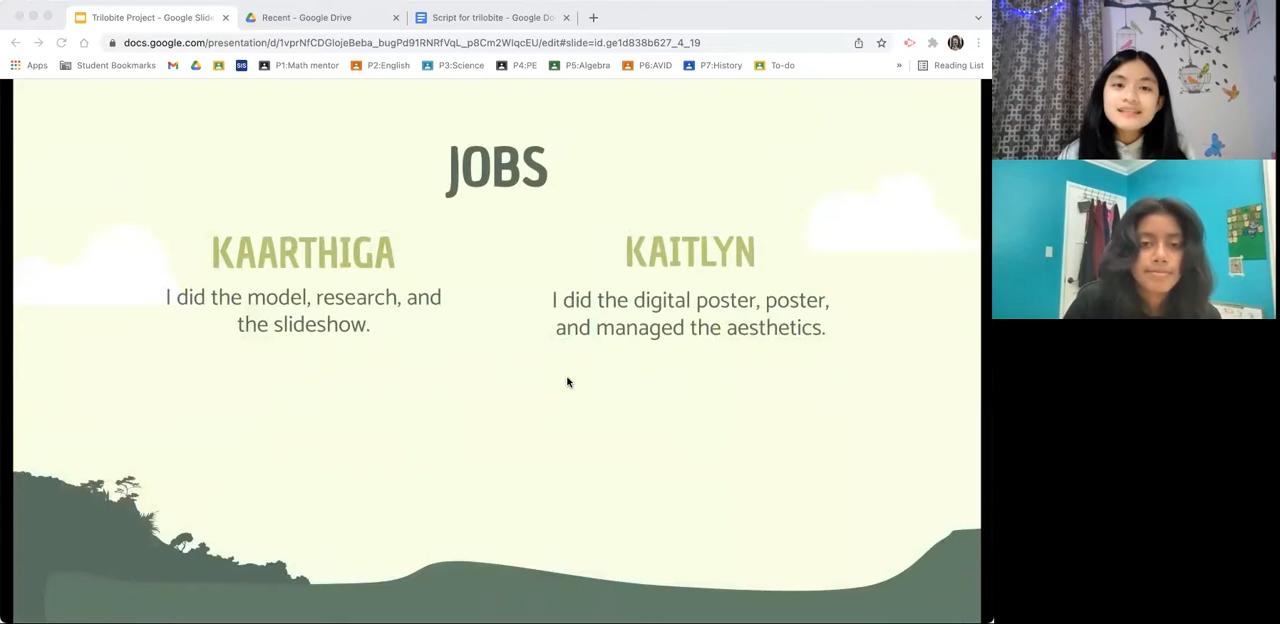 Trilobite Project - Google Slide
Recent - Google Drive
Script for trilobite - Google Do
docs.google.com/presentation/d/1vprNfCDGlojeBeba_bugPd91RNRfVqL_p8Cm2WlqcEU/edit#slide=id.ge1d838b627_4_19
Apps
Student Bookmarks
SIS
P1:Math mentor
P2:English
P3:Science
P4:PE
P5:Algebra
P6:AVID
P7:History
To-do
»
Reading List
JOBS
KAARTHIGA
I did the model, research, and
the slideshow.
KAITLYN
I did the digital poster, poster,
and managed the aesthetics.